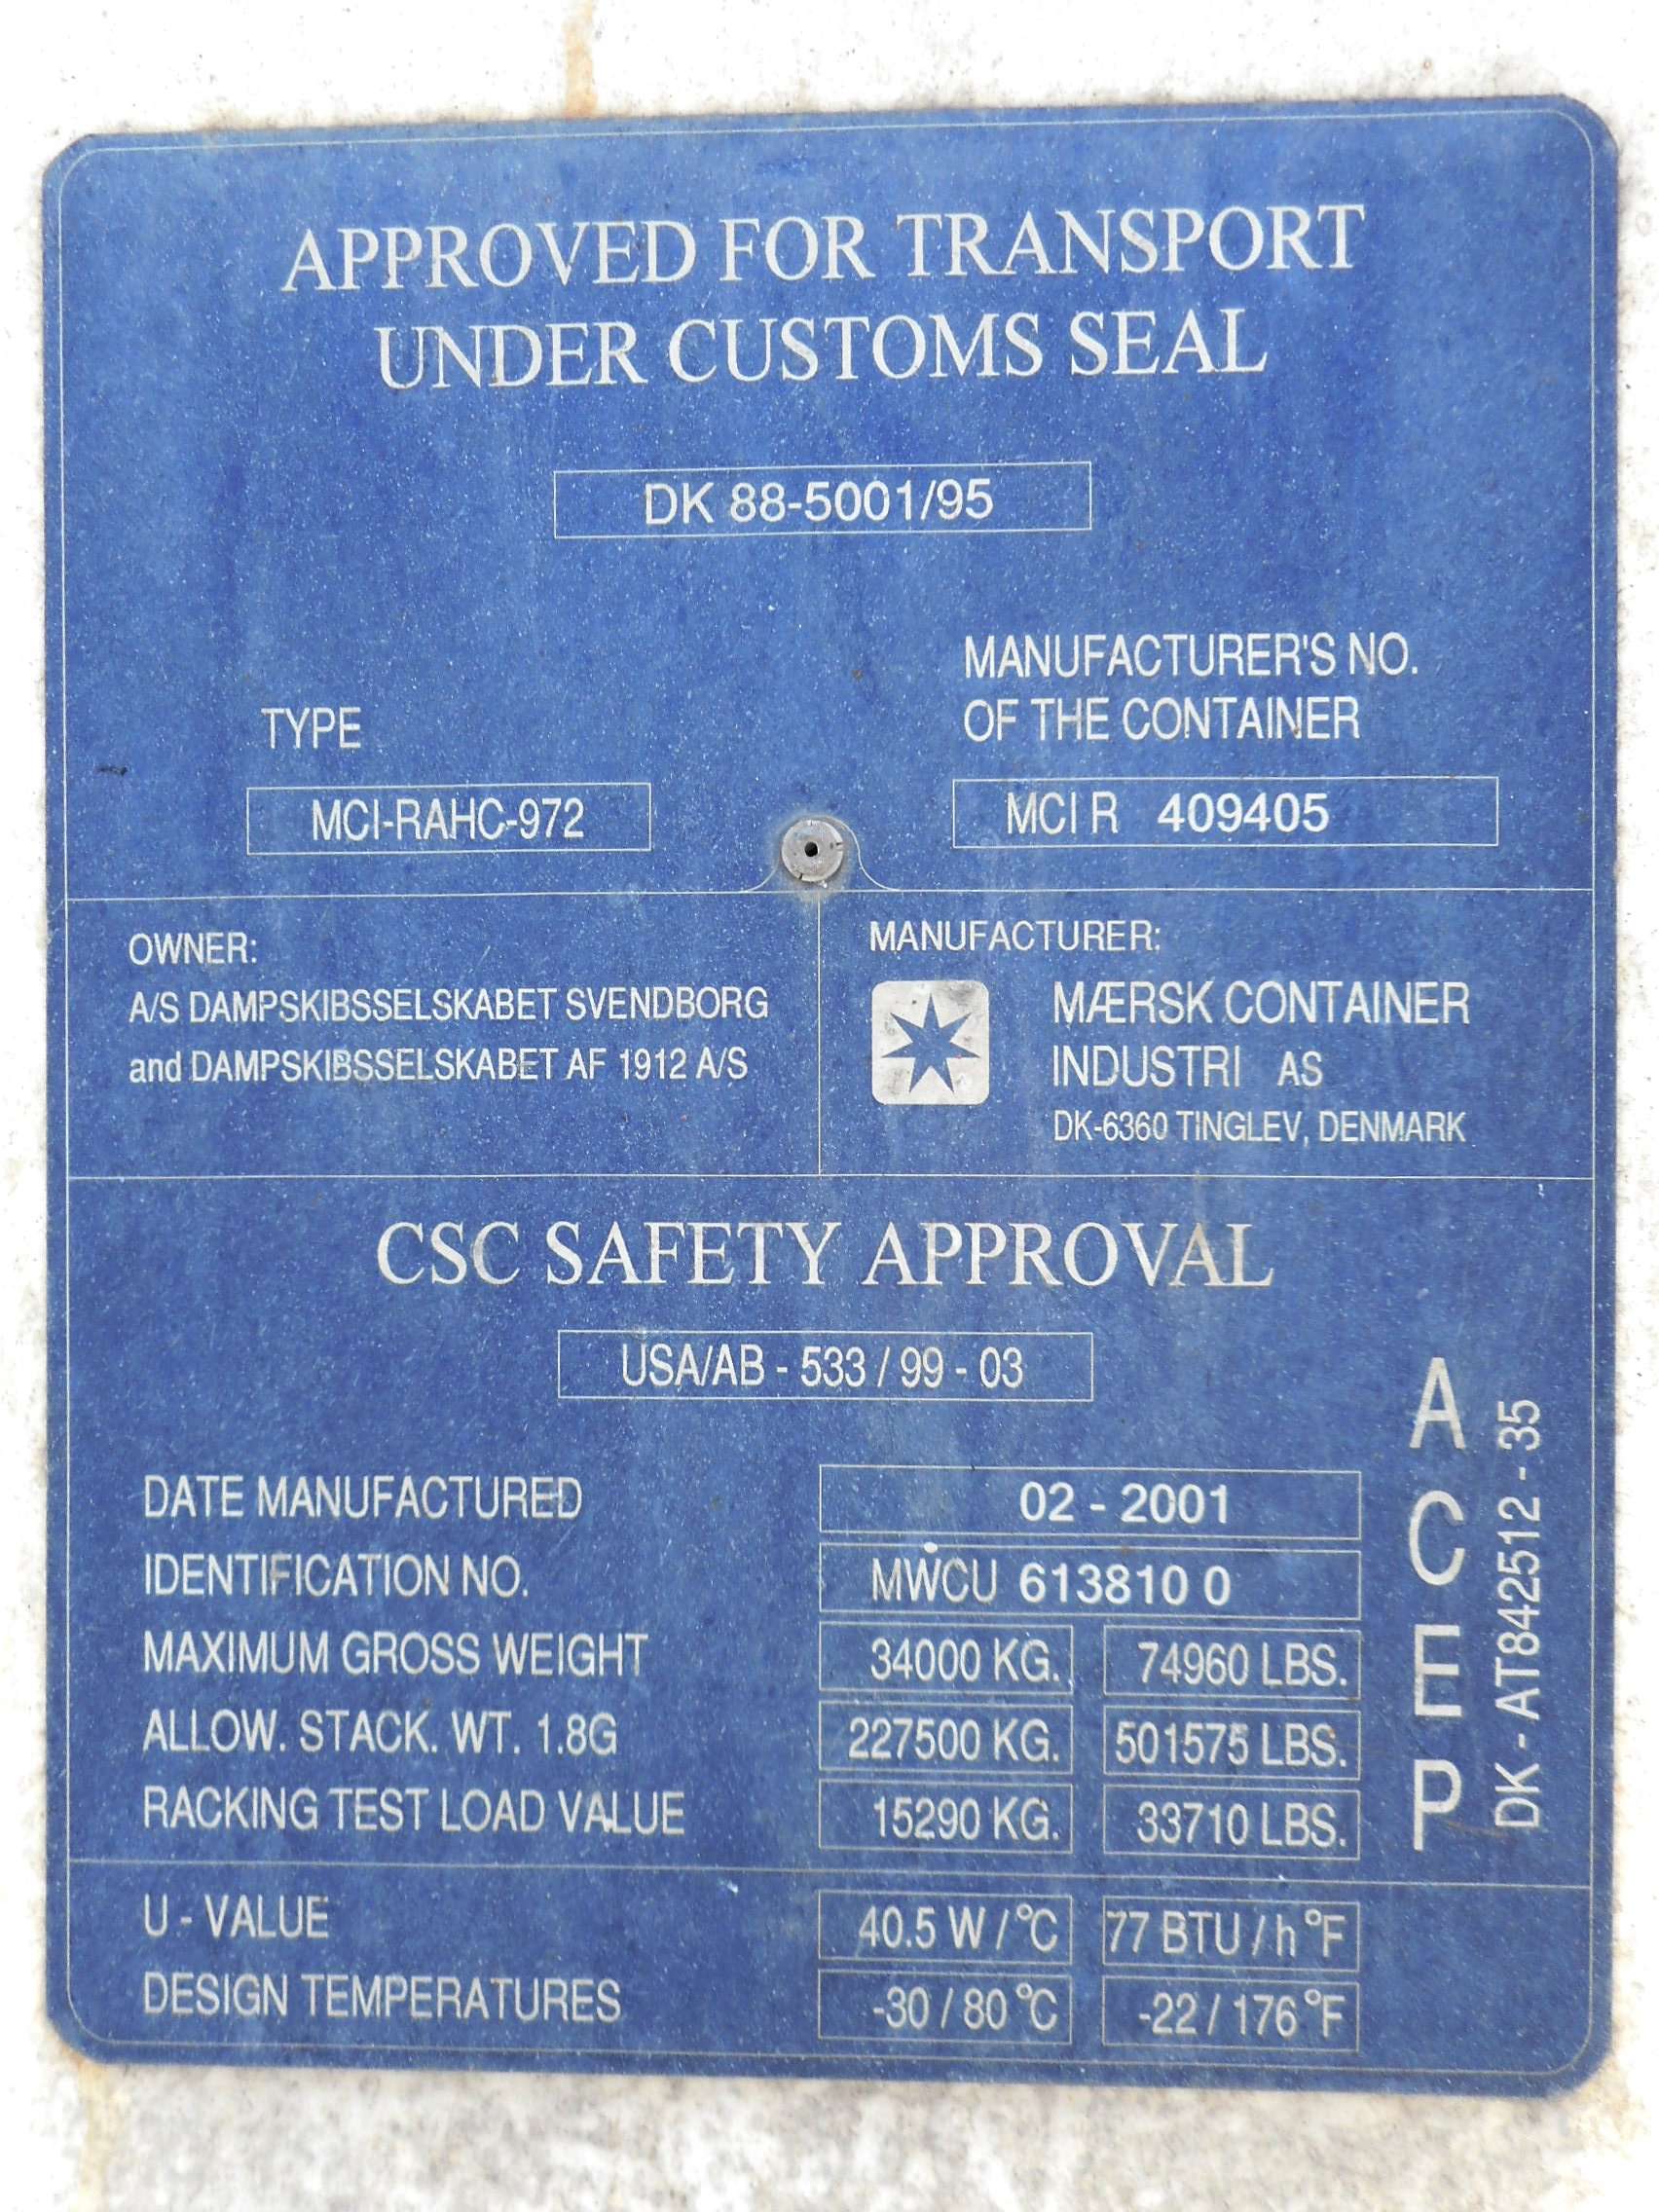 APPROVED FOR TRANSPORT
UNDER CUSTOMS SEAL
DK 88-5001/95
TYPE
MCI-RAHC-972
MANUFACTURER'S NO.
OF THE CONTAINER
MCI R 409405
OWNER:
A/S DAMPSKIBSSELSKABET SVENDBORG
and DAMPSKIBSSELSKABET AF 1912 A/S
MANUFACTURER:
MÆRSK CONTAINER
INDUSTRI AS
DK-6360 TINGLEV, DENMARK
CSC SAFETY APPROVAL
USA/AB - 533 / 99 - 03
DATE MANUFACTURED 02 - 2001
IDENTIFICATION NO. MWCU 613810 0
MAXIMUM GROSS WEIGHT 34000 KG. 74960 LBS.
ALLOW. STACK. WT. 1.8G 227500 KG. 501575 LBS.
RACKING TEST LOAD VALUE 15290 KG. 33710 LBS.
ACEP
DK - AT842512 - 35
U - VALUE 40.5 W / °C 77 BTU / h °F
DESIGN TEMPERATURES -30 / 80 °C -22 / 176 °F